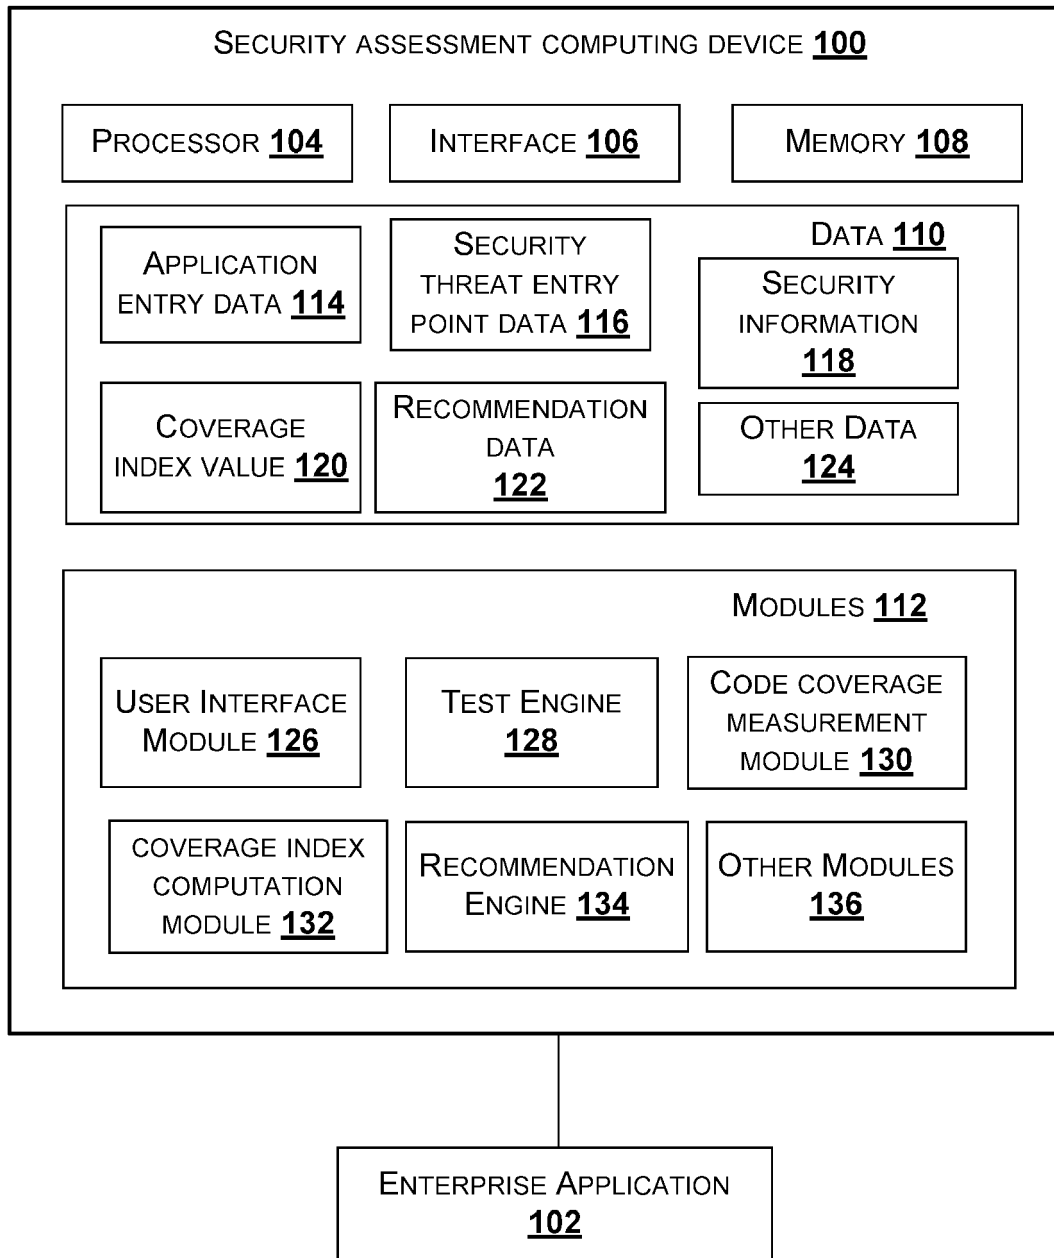 Security assessment computing device 100
Processor 104
Interface 106
Memory 108
Data 110
Application
entry data 114
Security
threat entry
point data 116
Security
information
118
Coverage
index value 120
Recommendation
data
122
Other Data
124
Modules 112
User Interface
Module 126
Test Engine
128
Code coverage
measurement
module 130
coverage index
computation
module 132
Recommendation
Engine 134
Other Modules
136
Enterprise Application
102